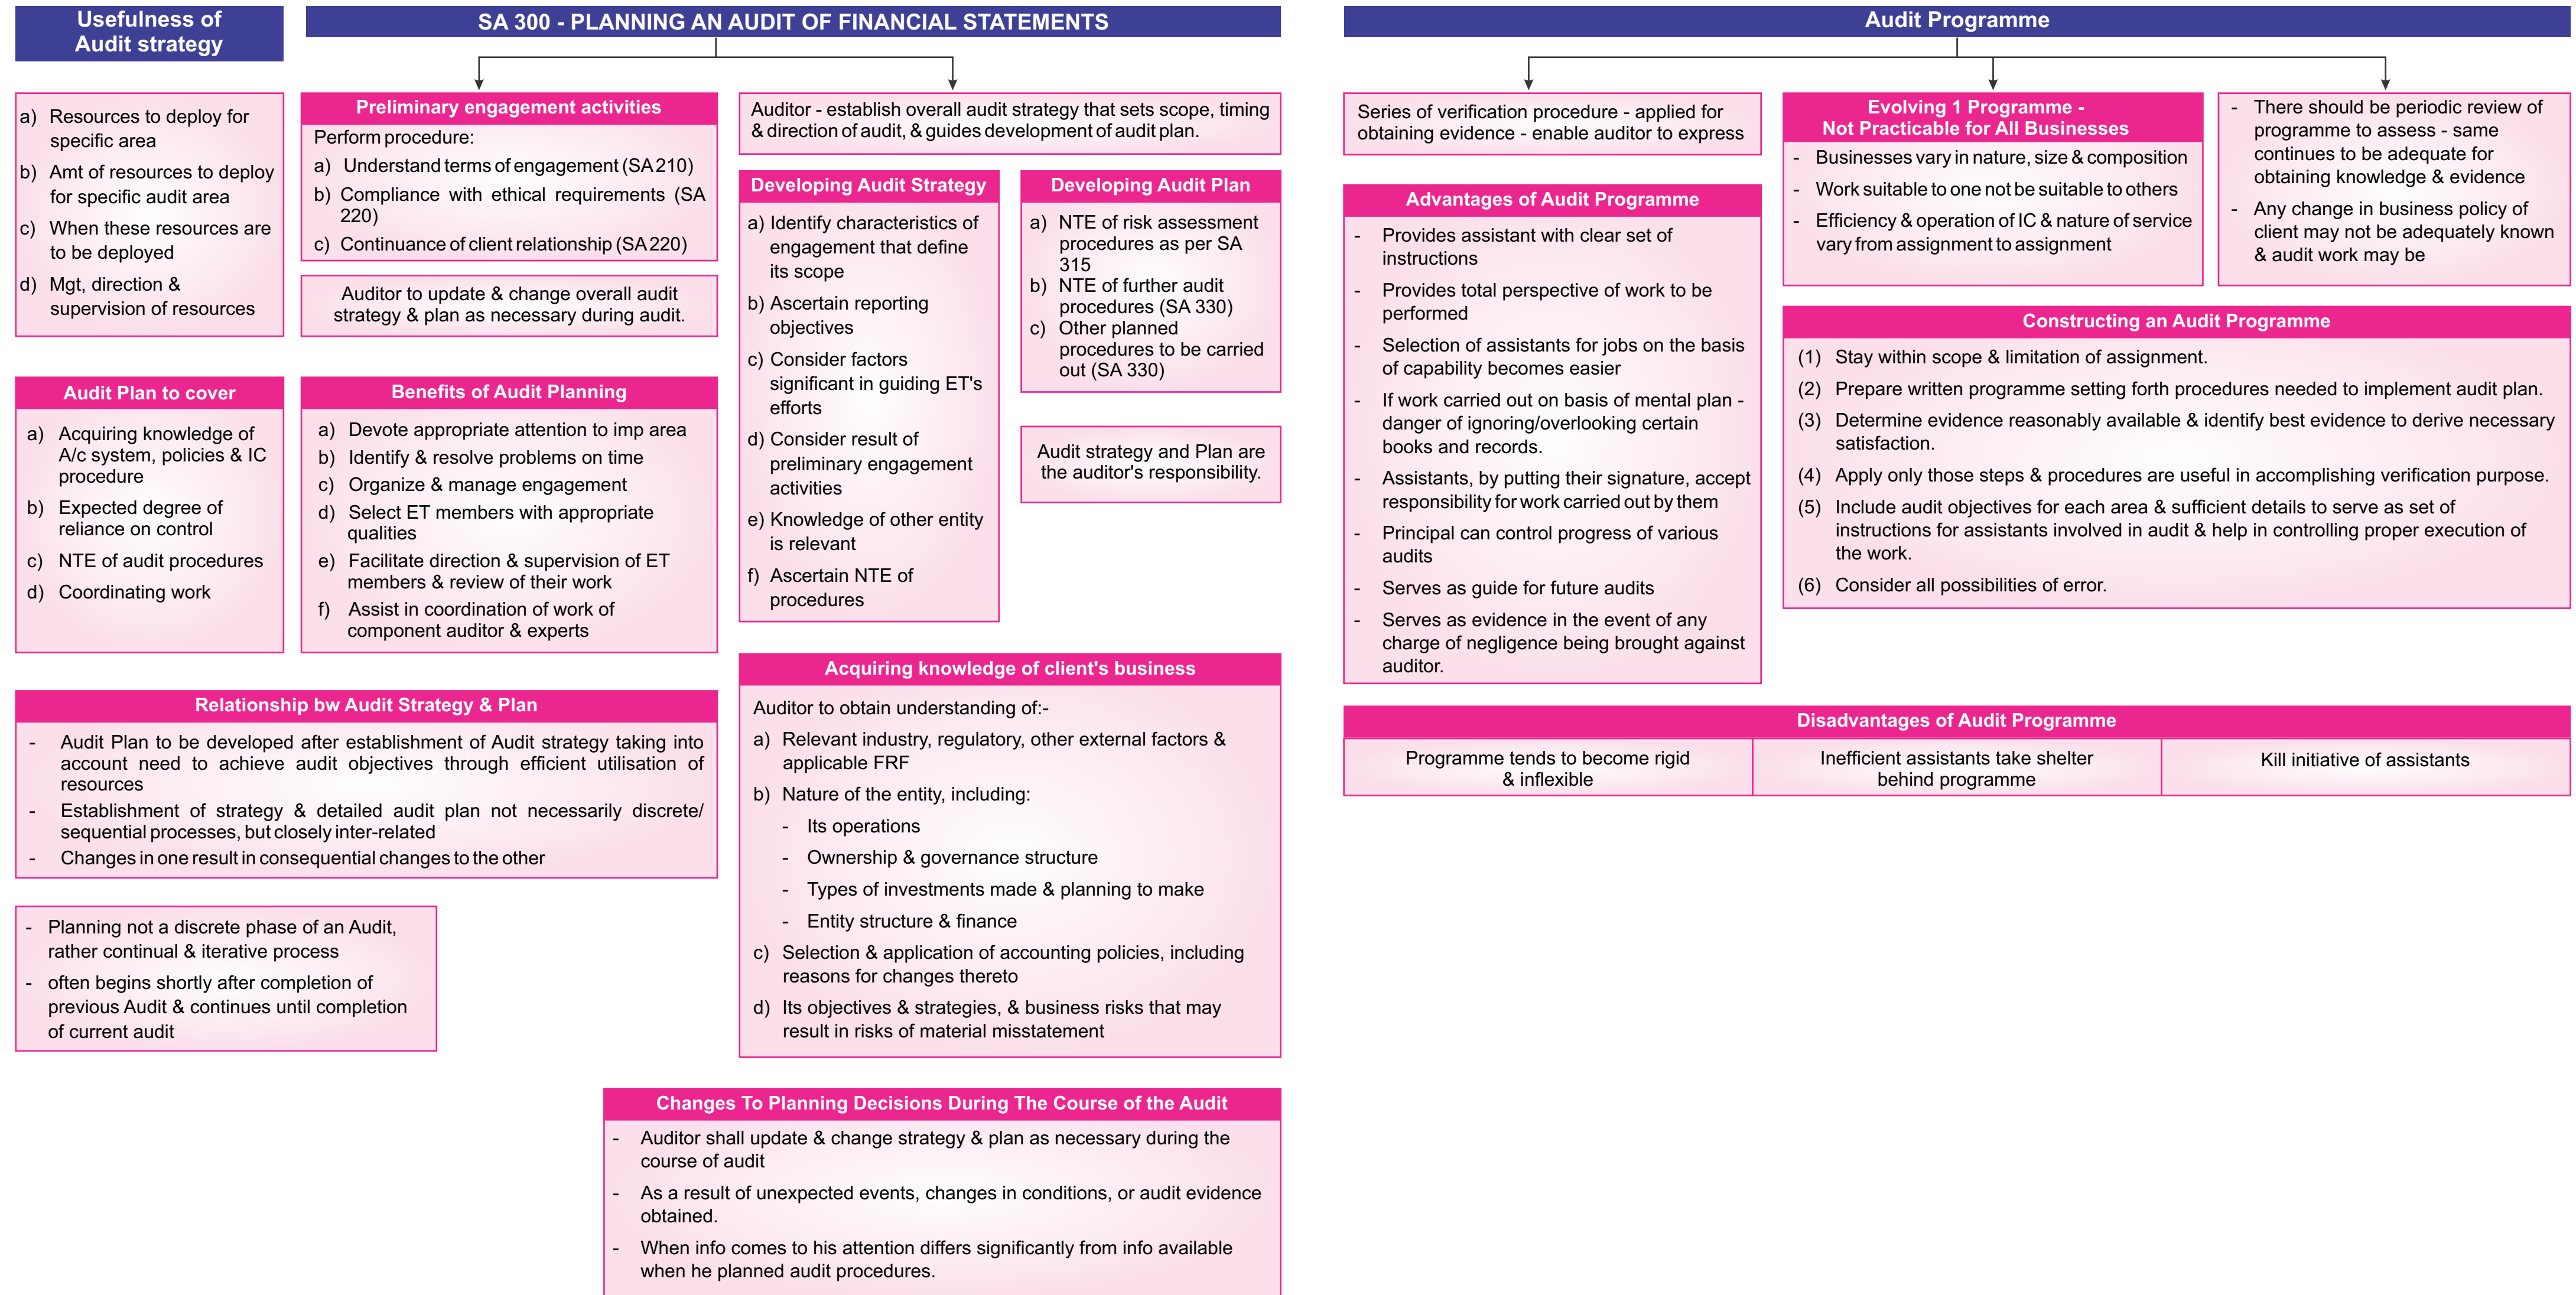 Usefulness of
Audit strategy
a) Resources to deploy for
specific area
b) Amt of resources to deploy
for specific audit area
c) When these resources are
to be deployed
d) Mgt, direction &
supervision of resources
SA 300 - PLANNING AN AUDIT OF FINANCIAL STATEMENTS
Preliminary engagement activities
Perform procedure:
a) Understand terms of engagement (SA 210)
b) Compliance with ethical requirements (SA
220)
c) Continuance of client relationship (SA 220)
Auditor to update & change overall audit
strategy & plan as necessary during audit.
Auditor - establish overall audit strategy that sets scope, timing
& direction of audit, & guides development of audit plan.
Developing Audit Strategy
a) Identify characteristics of
engagement that define
its scope
b) Ascertain reporting
objectives
c) Consider factors
significant in guiding ET's
efforts
d) Consider result of
preliminary engagement
activities
e) Knowledge of other entity
is relevant
f) Ascertain NTE of
procedures
Developing Audit Plan
a) NTE of risk assessment
procedures as per SA
315
b) NTE of further audit
procedures (SA 330)
c) Other planned
procedures to be carried
out (SA 330)
Audit strategy and Plan are
the auditor's responsibility.
Audit Plan to cover
a) Acquiring knowledge of
A/c system, policies & IC
procedure
b) Expected degree of
reliance on control
c) NTE of audit procedures
d) Coordinating work
Benefits of Audit Planning
a) Devote appropriate attention to imp area
b) Identify & resolve problems on time
c) Organize & manage engagement
d) Select ET members with appropriate
qualities
e) Facilitate direction & supervision of ET
members & review of their work
f) Assist in coordination of work of
component auditor & experts
Relationship bw Audit Strategy & Plan
- Audit Plan to be developed after establishment of Audit strategy taking into
account need to achieve audit objectives through efficient utilisation of
resources
- Establishment of strategy & detailed audit plan not necessarily discrete/
sequential processes, but closely inter-related
- Changes in one result in consequential changes to the other
- Planning not a discrete phase of an Audit,
rather continual & iterative process
- often begins shortly after completion of
previous Audit & continues until completion
of current audit
Acquiring knowledge of client's business
Auditor to obtain understanding of:-
a) Relevant industry, regulatory, other external factors &
applicable FRF
b) Nature of the entity, including:
- Its operations
- Ownership & governance structure
- Types of investments made & planning to make
- Entity structure & finance
c) Selection & application of accounting policies, including
reasons for changes thereto
d) Its objectives & strategies, & business risks that may
result in risks of material misstatement
Changes To Planning Decisions During The Course of the Audit
- Auditor shall update & change strategy & plan as necessary during the
course of audit
- As a result of unexpected events, changes in conditions, or audit evidence
obtained.
- When info comes to his attention differs significantly from info available
when he planned audit procedures.
Audit Programme
Series of verification procedure - applied for
obtaining evidence - enable auditor to express
Advantages of Audit Programme
- Provides assistant with clear set of
instructions
- Provides total perspective of work to be
performed
- Selection of assistants for jobs on the basis
of capability becomes easier
- If work carried out on basis of mental plan -
danger of ignoring/overlooking certain
books and records.
- Assistants, by putting their signature, accept
responsibility for work carried out by them
- Principal can control progress of various
audits
- Serves as guide for future audits
- Serves as evidence in the event of any
charge of negligence being brought against
auditor.
Evolving 1 Programme -
Not Practicable for All Businesses
- Businesses vary in nature, size & composition
- Work suitable to one not be suitable to others
- Efficiency & operation of IC & nature of service
vary from assignment to assignment
- There should be periodic review of
programme to assess - same
continues to be adequate for
obtaining knowledge & evidence
- Any change in business policy of
client may not be adequately known
& audit work may be
Constructing an Audit Programme
(1) Stay within scope & limitation of assignment.
(2) Prepare written programme setting forth procedures needed to implement audit plan.
(3) Determine evidence reasonably available & identify best evidence to derive necessary
satisfaction.
(4) Apply only those steps & procedures are useful in accomplishing verification purpose.
(5) Include audit objectives for each area & sufficient details to serve as set of
instructions for assistants involved in audit & help in controlling proper execution of
the work.
(6) Consider all possibilities of error.
Disadvantages of Audit Programme
Programme tends to become rigid
& inflexible
Inefficient assistants take shelter
behind programme
Kill initiative of assistants